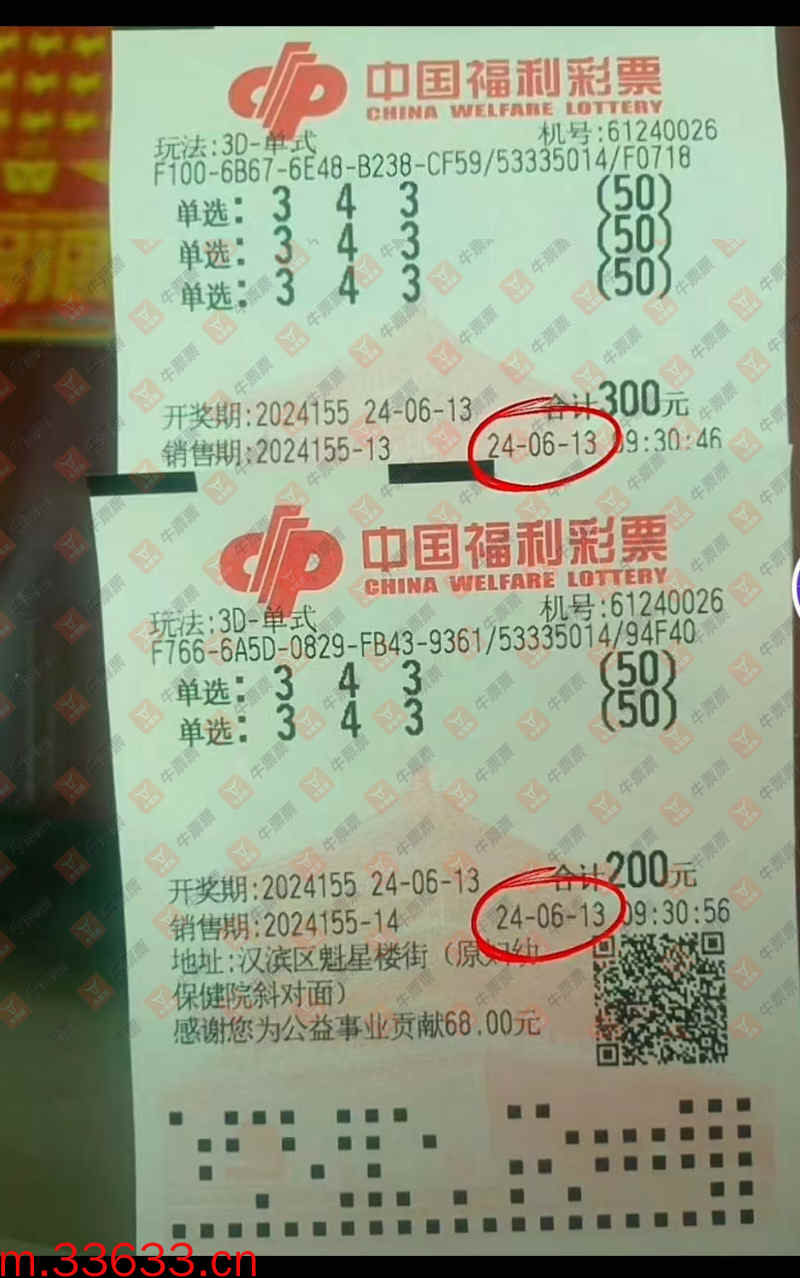 中国福利彩票
CHINA WELFARE LOTTERY
玩法:3D-单式 机号:61240026
F100-6B67-6E48-B238-CF59/53335014/F0718
单选: 3 4 3 (50)
单选: 3 4 3 (50)
单选: 3 4 3 (50)
开奖期:2024155 24-06-13 合计300元
销售期:2024155-13 24-06-13 09:30:46
中国福利彩票
CHINA WELFARE LOTTERY
玩法:3D-单式 机号:61240026
F766-6A5D-0829-FB43-9361/53335014/94F40
单选: 3 4 3 (50)
单选: 3 4 3 (50)
开奖期:2024155 24-06-13 合计200元
销售期:2024155-14 24-06-13 09:30:56
地址:汉滨区魁星楼街（原妇幼
保健院斜对面）
感谢您为公益事业贡献68.00元
牛票票
m.33633.cn